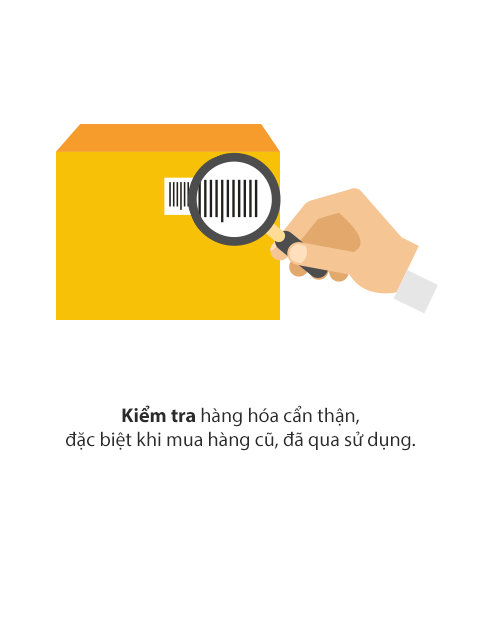 Kiểm tra hàng hóa cẩn thận,
đặc biệt khi mua hàng cũ, đã qua sử dụng.